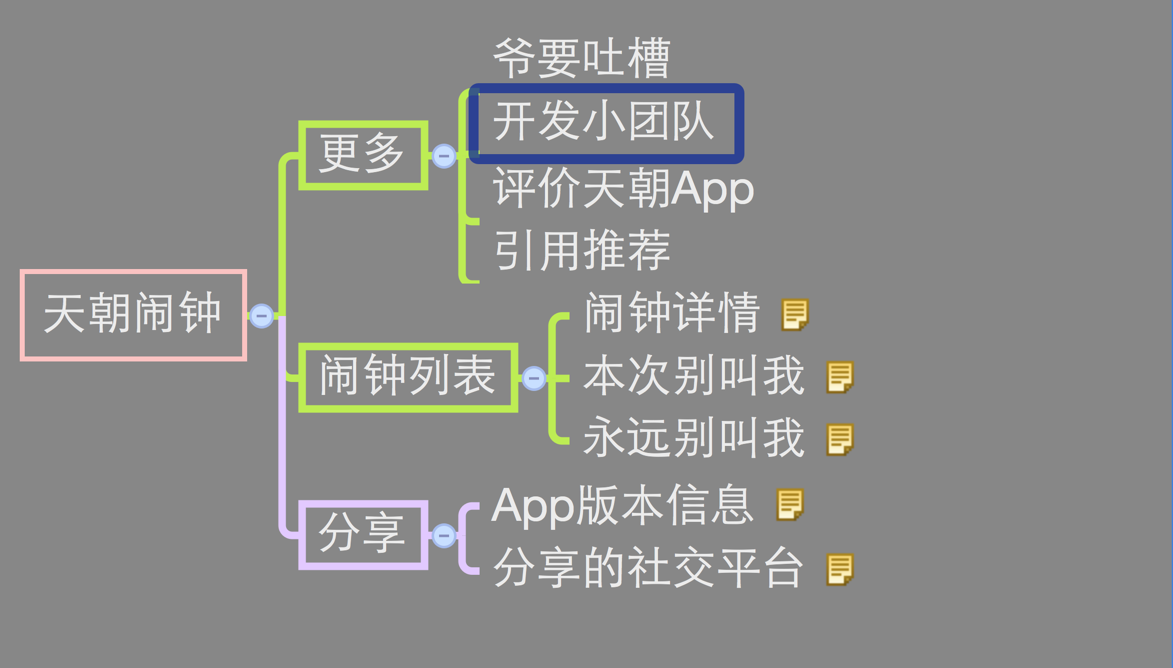 爷要吐槽
开发小团队
更多
评价天朝App
引用推荐
天朝闹钟
闹钟详情
闹钟列表
本次别叫我
永远别叫我
App版本信息
分享
分享的社交平台